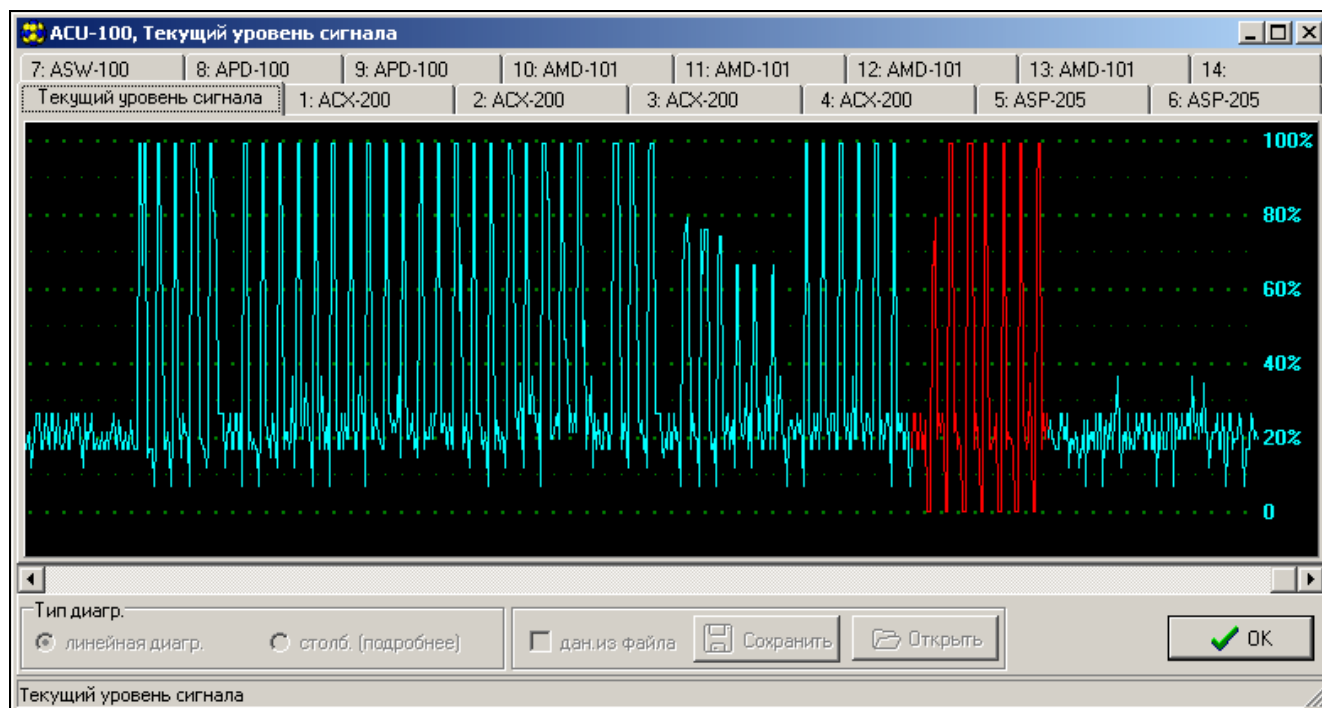 ACU-100, Текущий уровень сигнала
7: ASW-100 8: APD-100 9: APD-100 10: AMD-101 11: AMD-101 12: AMD-101 13: AMD-101 14:
Текущий уровень сигнала 1: ACX-200 2: ACX-200 3: ACX-200 4: ACX-200 5: ASP-205 6: ASP-205
100%
80%
60%
40%
20%
0
Тип диагр.
линейная диагр. столб. (подробнее) дан.из файла Сохранить Открыть OK
Текущий уровень сигнала